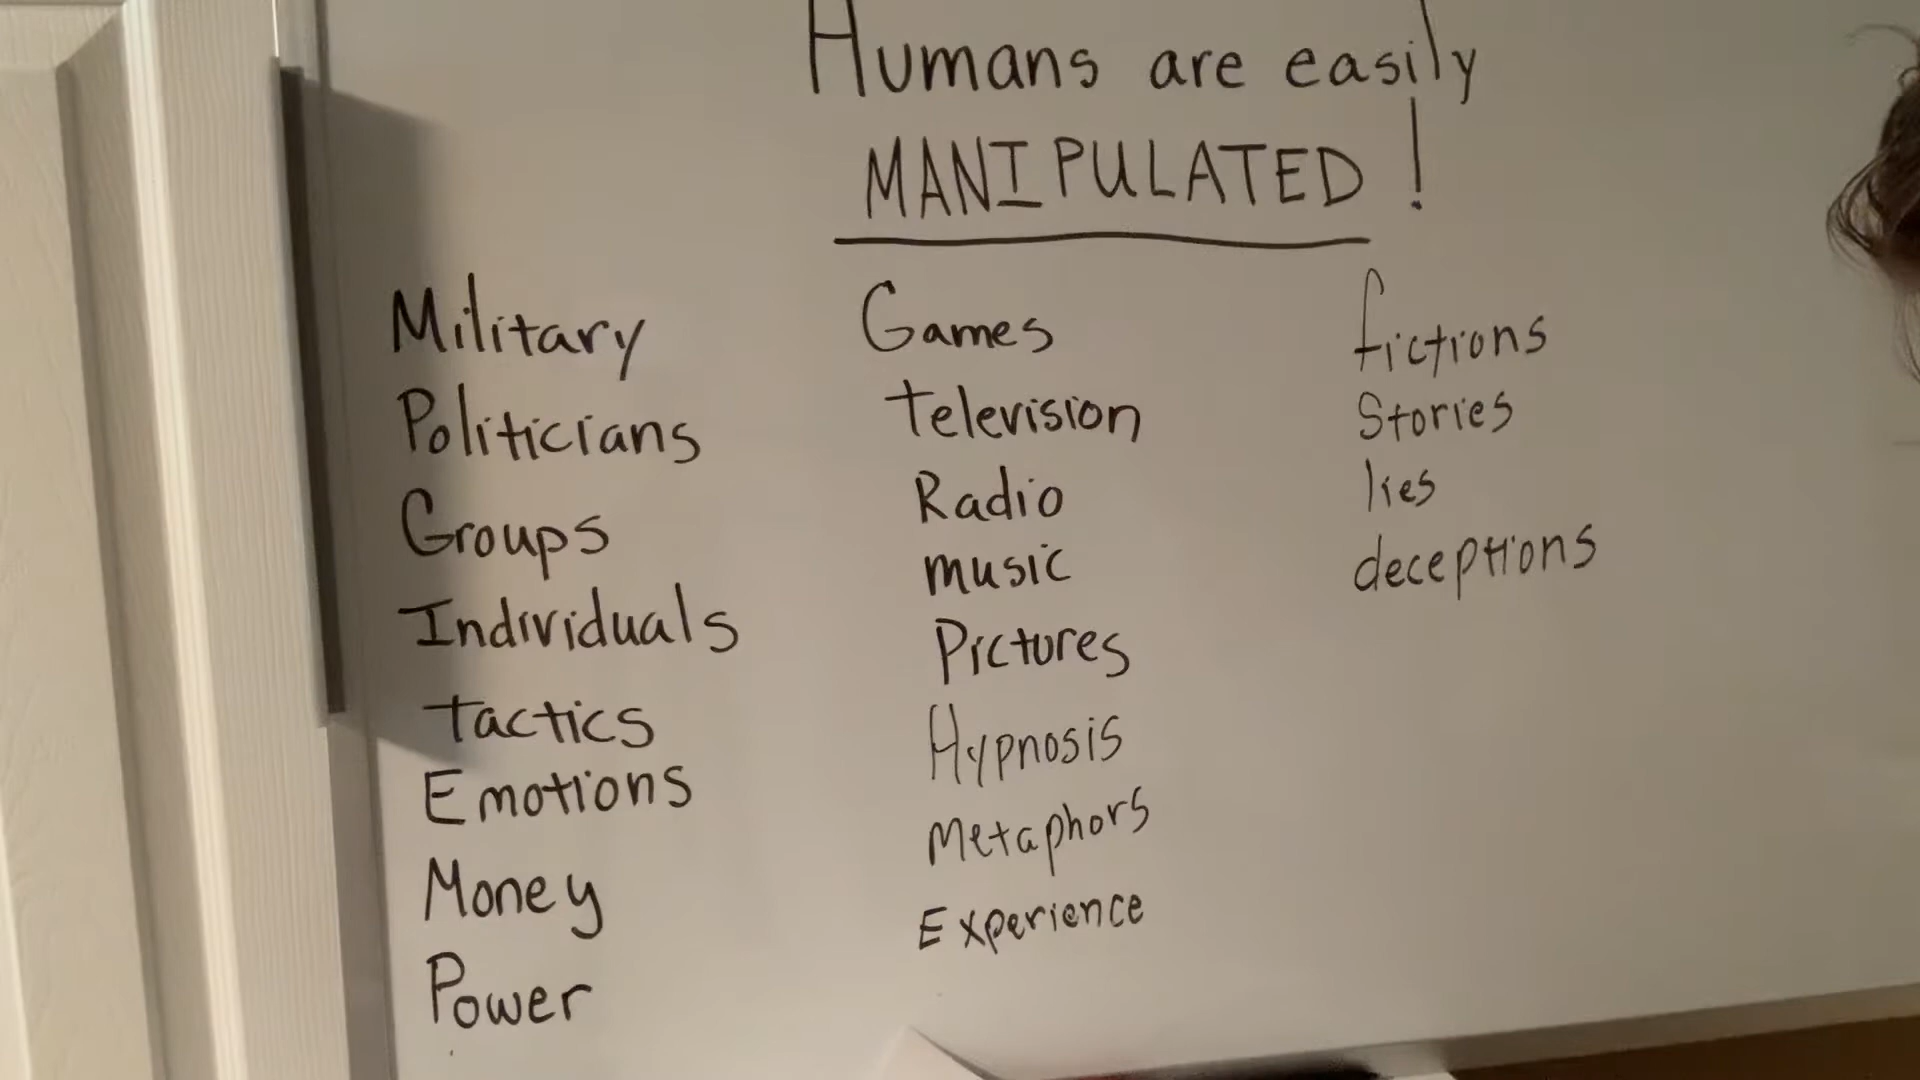 Humans are easily
MANIPULATED!
Military
Politicians
Groups
Individuals
Tactics
Emotions
Money
Power
Games
Television
Radio
music
Pictures
Hypnosis
Metaphors
Experience
fictions
Stories
lies
deceptions